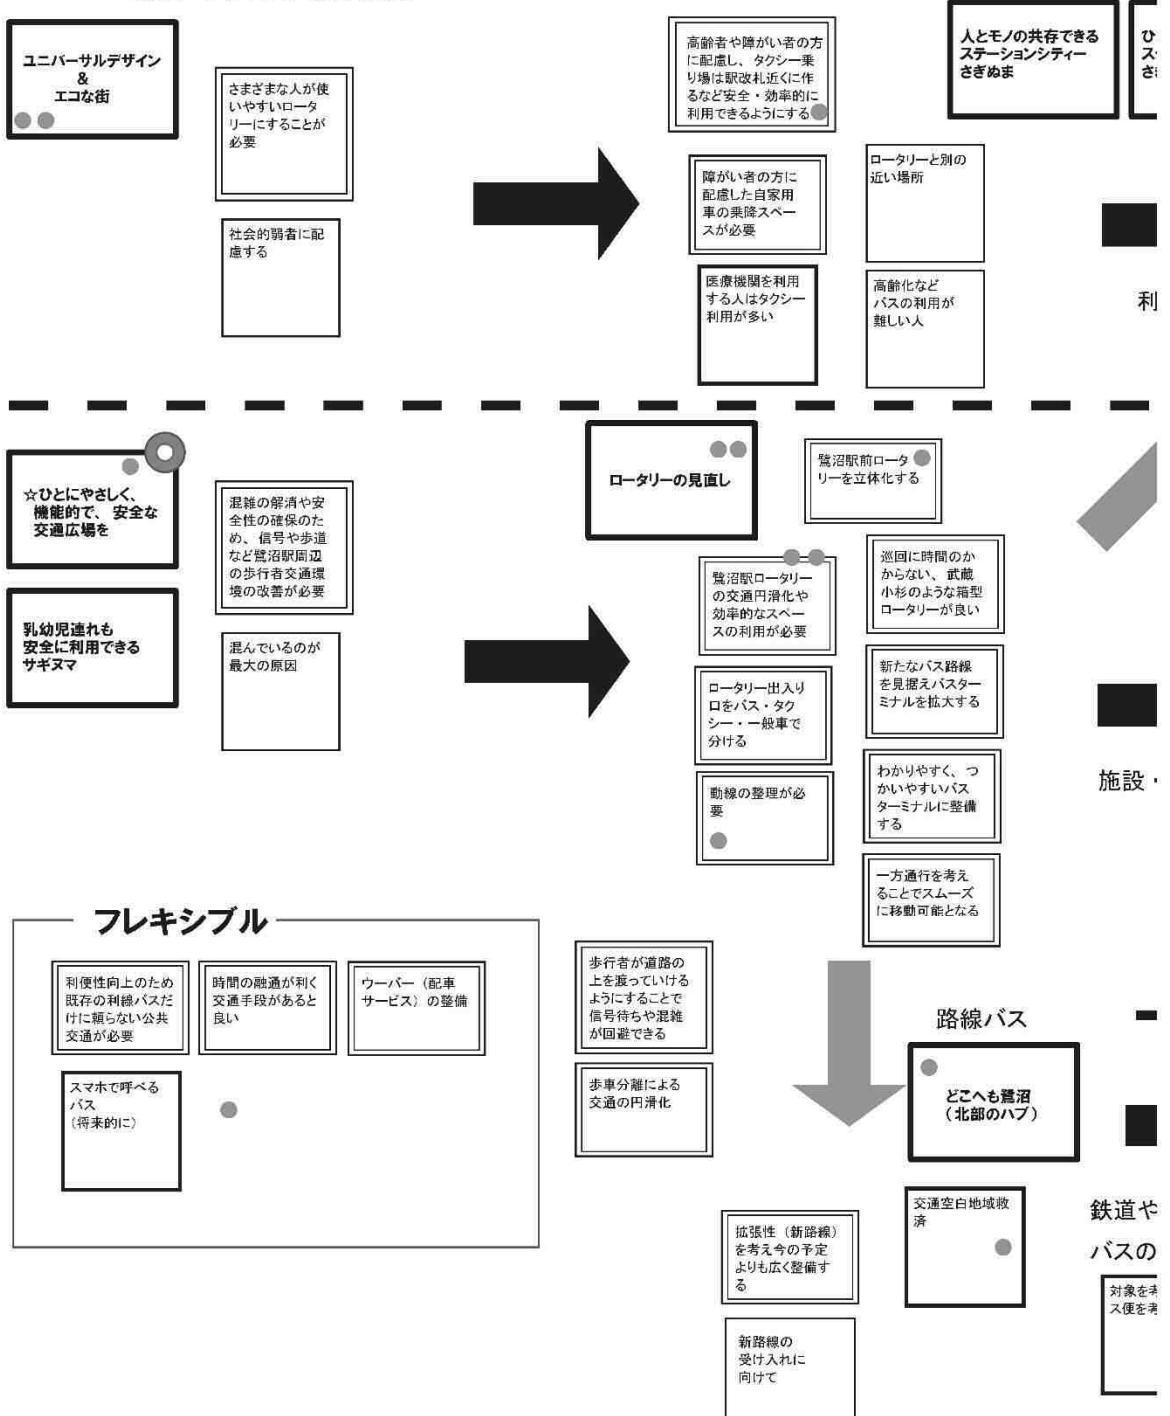 ユニバーサルデザイン
&
エコな街
さまざまな人が使
いやすいロータ
リーにすることが
必要
社会的弱者に配
慮する
高齢者や障がい者の方
に配慮し、タクシー乗
り場は駅改札近くに作
るなど安全・効率的に
利用できるようにする
障がい者の方に
配慮した自家用
車の乗降スペー
スが必要
医療機関を利用
する人はタクシー
利用が多い
ロータリーと別の
近い場所
高齢化など
バスの利用が
難しい人
人とモノの共存できる
ステーションシティー
さぎぬま
ひ
ス
さ
利
☆ひとにやさしく、
機能的で、安全な
交通広場を
乳幼児連れも
安全に利用できる
サギヌマ
混雑の解消や安
全性の確保のた
め、信号や歩道
など鷺沼駅周辺
の歩行者交通環
境の改善が必要
混んでいるのが
最大の原因
ロータリーの見直し
鷺沼駅前ロータ
リーを立体化する
鷺沼駅ロータリー
の交通円滑化や
効率的なスペー
スの利用が必要
ロータリー出入り
口をバス・タク
シー・一般車で
分ける
動線の整理が必
要
巡回に時間のか
からない、武蔵
小杉のような箱型
ロータリーが良い
新たなバス路線
を見据えバスター
ミナルを拡大する
わかりやすく、つ
かいやすいバス
ターミナルに整備
する
一方通行を考え
ることでスムーズ
に移動可能となる
施設・
フレキシブル
利便性向上のため
既存の利線バスだ
けに頼らない公共
交通が必要
時間の融通が利く
交通手段があると
良い
ウーバー（配車
サービス）の整備
スマホで呼べる
バス
（将来的に）
歩行者が道路の
上を渡っていける
ようにすることで
信号待ちや混雑
が回避できる
歩車分離による
交通の円滑化
路線バス
どこへも鷺沼
（北部のハブ）
交通空白地域救
済
拡張性（新路線）
を考え今の予定
よりも広く整備す
る
新路線の
受け入れに
向けて
鉄道や
バスの
対象を考
ス便を考